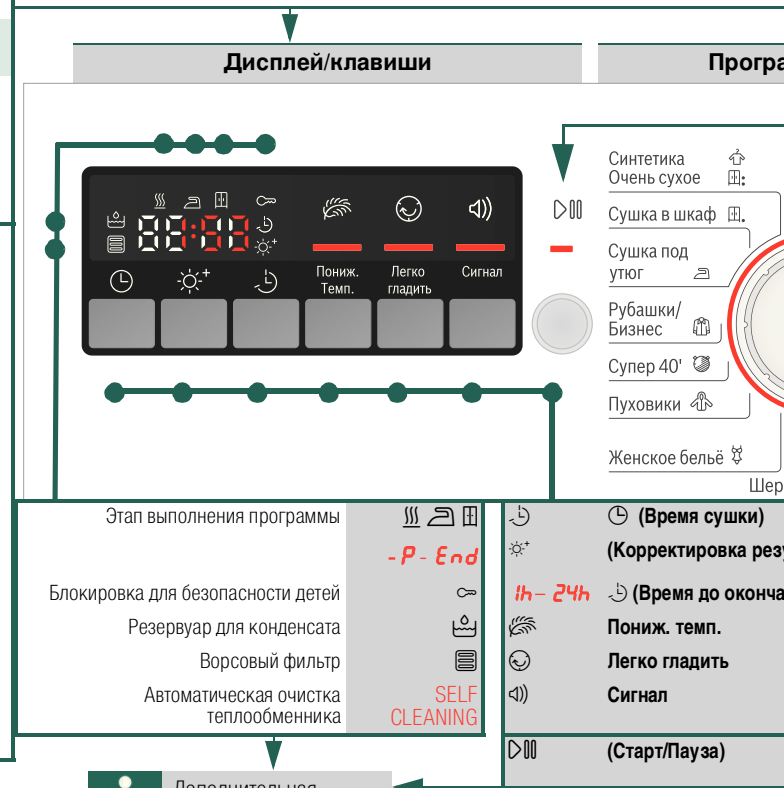 Дисплей/клавиши
Програ
Синтетика
Очень сухое
Сушка в шкаф
Сушка под
утюг
Рубашки/
Бизнес
Супер 40'
Пуховики
Женское бельё
Шер
88:88
Пониж.
Темп.
Легко
гладить
Сигнал
Этап выполнения программы
-P- End
Блокировка для безопасности детей
Резервуар для конденсата
Ворсовый фильтр
Автоматическая очистка
теплообменника
SELF
CLEANING
(Время сушки)
(Корректировка резу
1h– 24h (Время до оконча
Пониж. темп.
Легко гладить
Сигнал
(Старт/Пауза)
Дополнительная